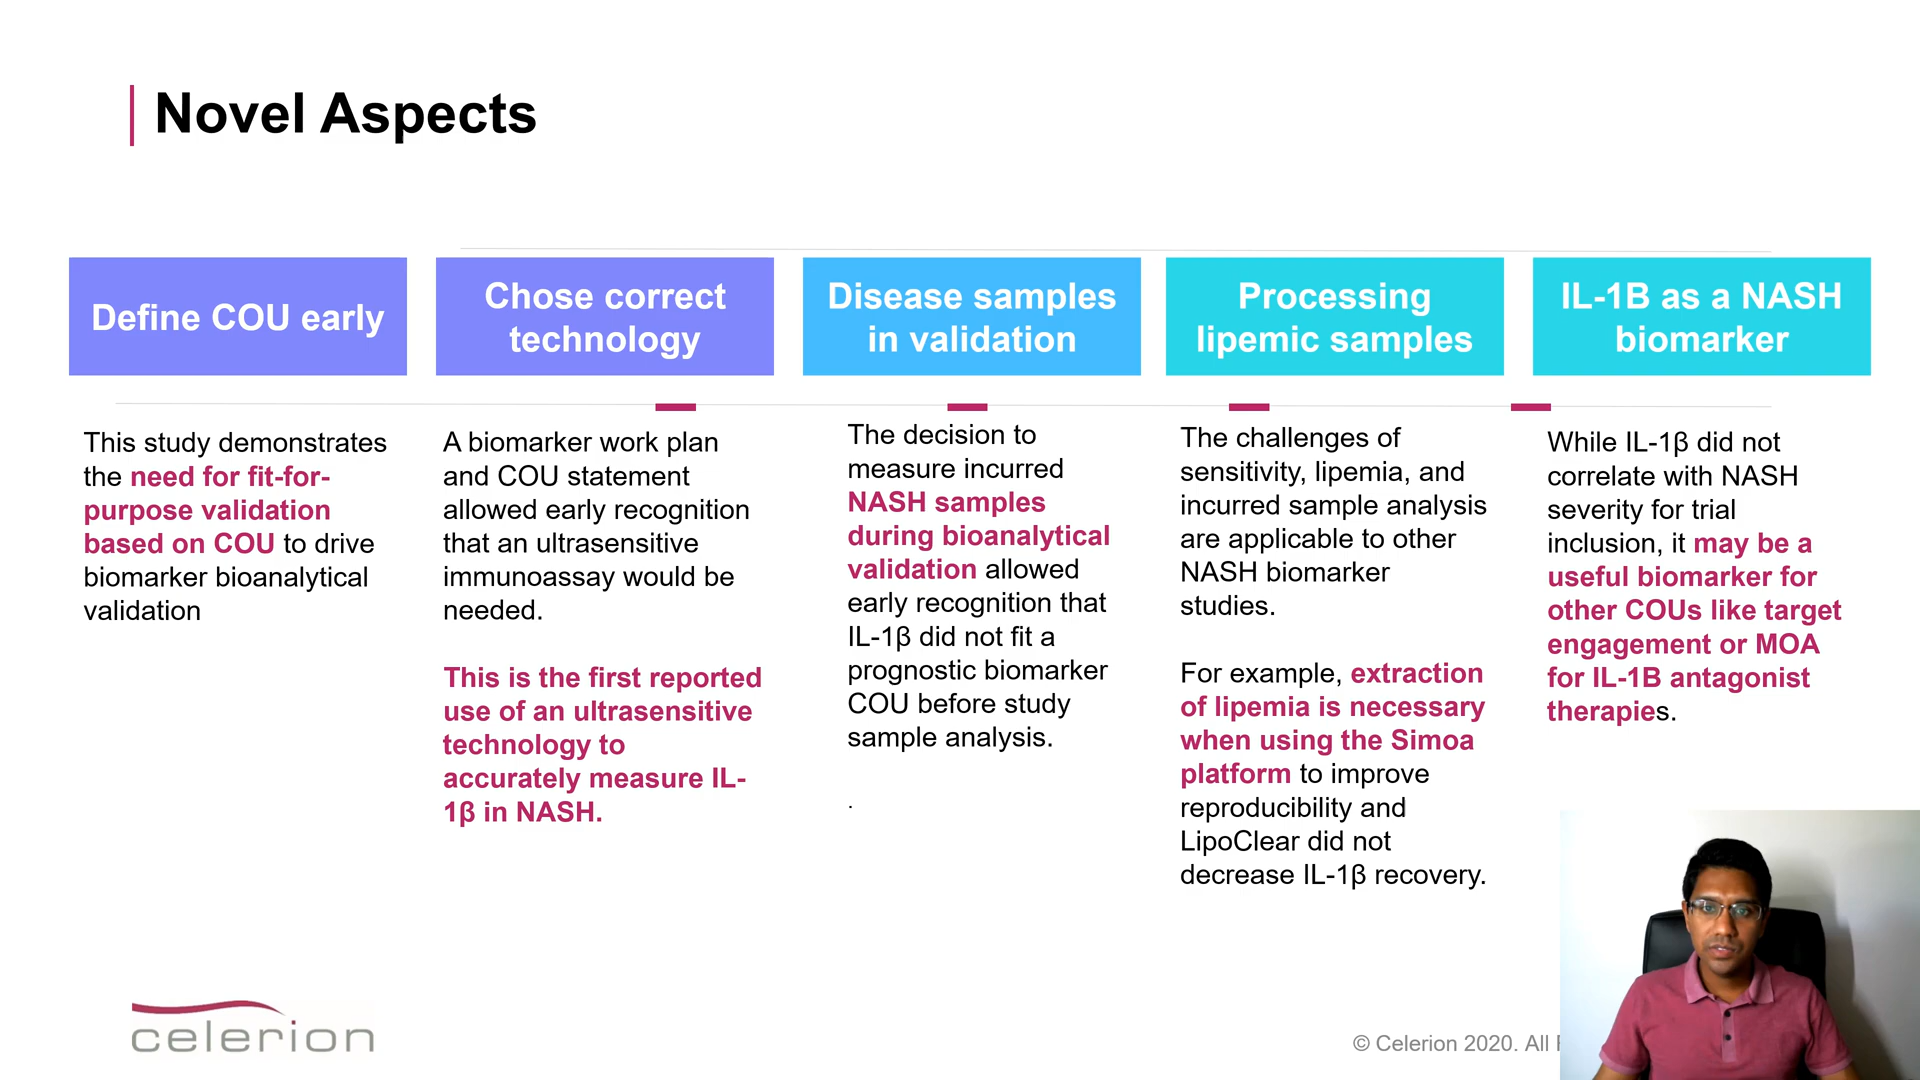 Novel Aspects
Define COU early
This study demonstrates
the need for fit-for-
purpose validation
based on COU to drive
biomarker bioanalytical
validation
Chose correct
technology
A biomarker work plan
and COU statement
allowed early recognition
that an ultrasensitive
immunoassay would be
needed.
This is the first reported
use of an ultrasensitive
technology to
accurately measure IL-
1β in NASH.
Disease samples
in validation
The decision to
measure incurred
NASH samples
during bioanalytical
validation allowed
early recognition that
IL-1β did not fit a
prognostic biomarker
COU before study
sample analysis.
.
Processing
lipemic samples
The challenges of
sensitivity, lipemia, and
incurred sample analysis
are applicable to other
NASH biomarker
studies.
For example, extraction
of lipemia is necessary
when using the Simoa
platform to improve
reproducibility and
LipoClear did not
decrease IL-1β recovery.
IL-1B as a NASH
biomarker
While IL-1β did not
correlate with NASH
severity for trial
inclusion, it may be a
useful biomarker for
other COUs like target
engagement or MOA
for IL-1B antagonist
therapies.
celerion
© Celerion 2020. All